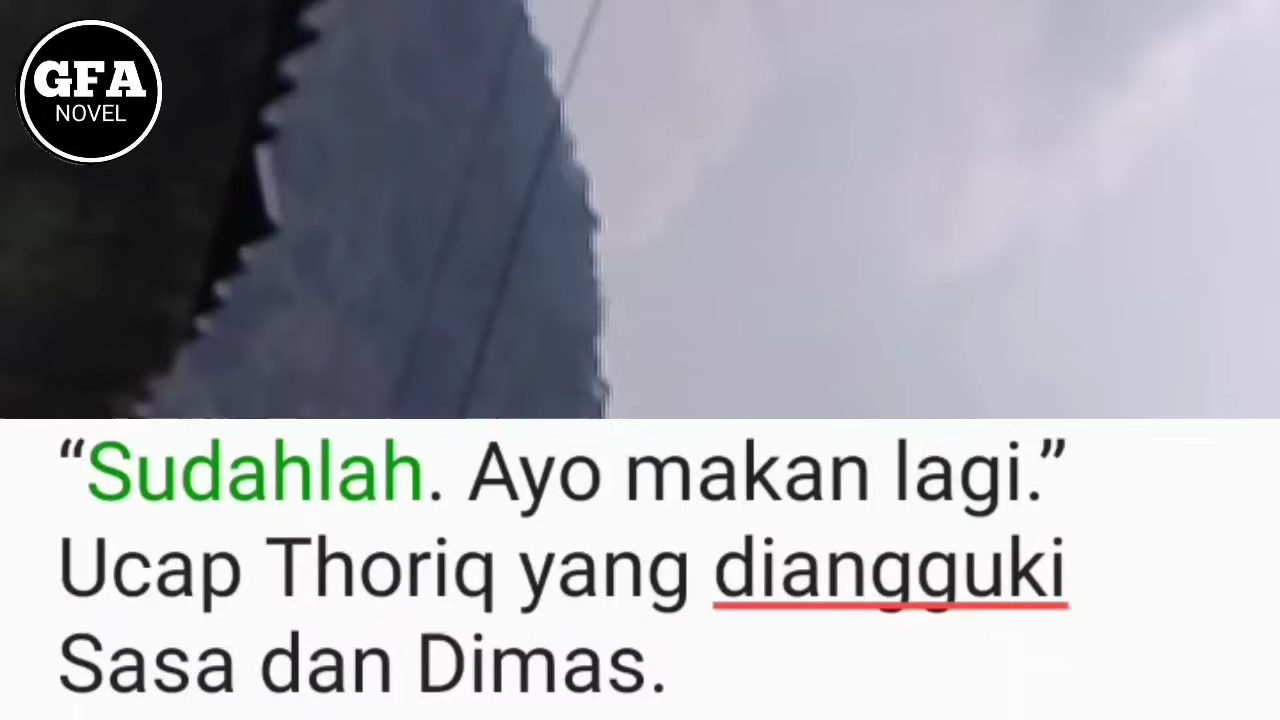 GFA
NOVEL
“Sudahlah. Ayo makan lagi.”
Ucap Thoriq yang diangguki
Sasa dan Dimas.